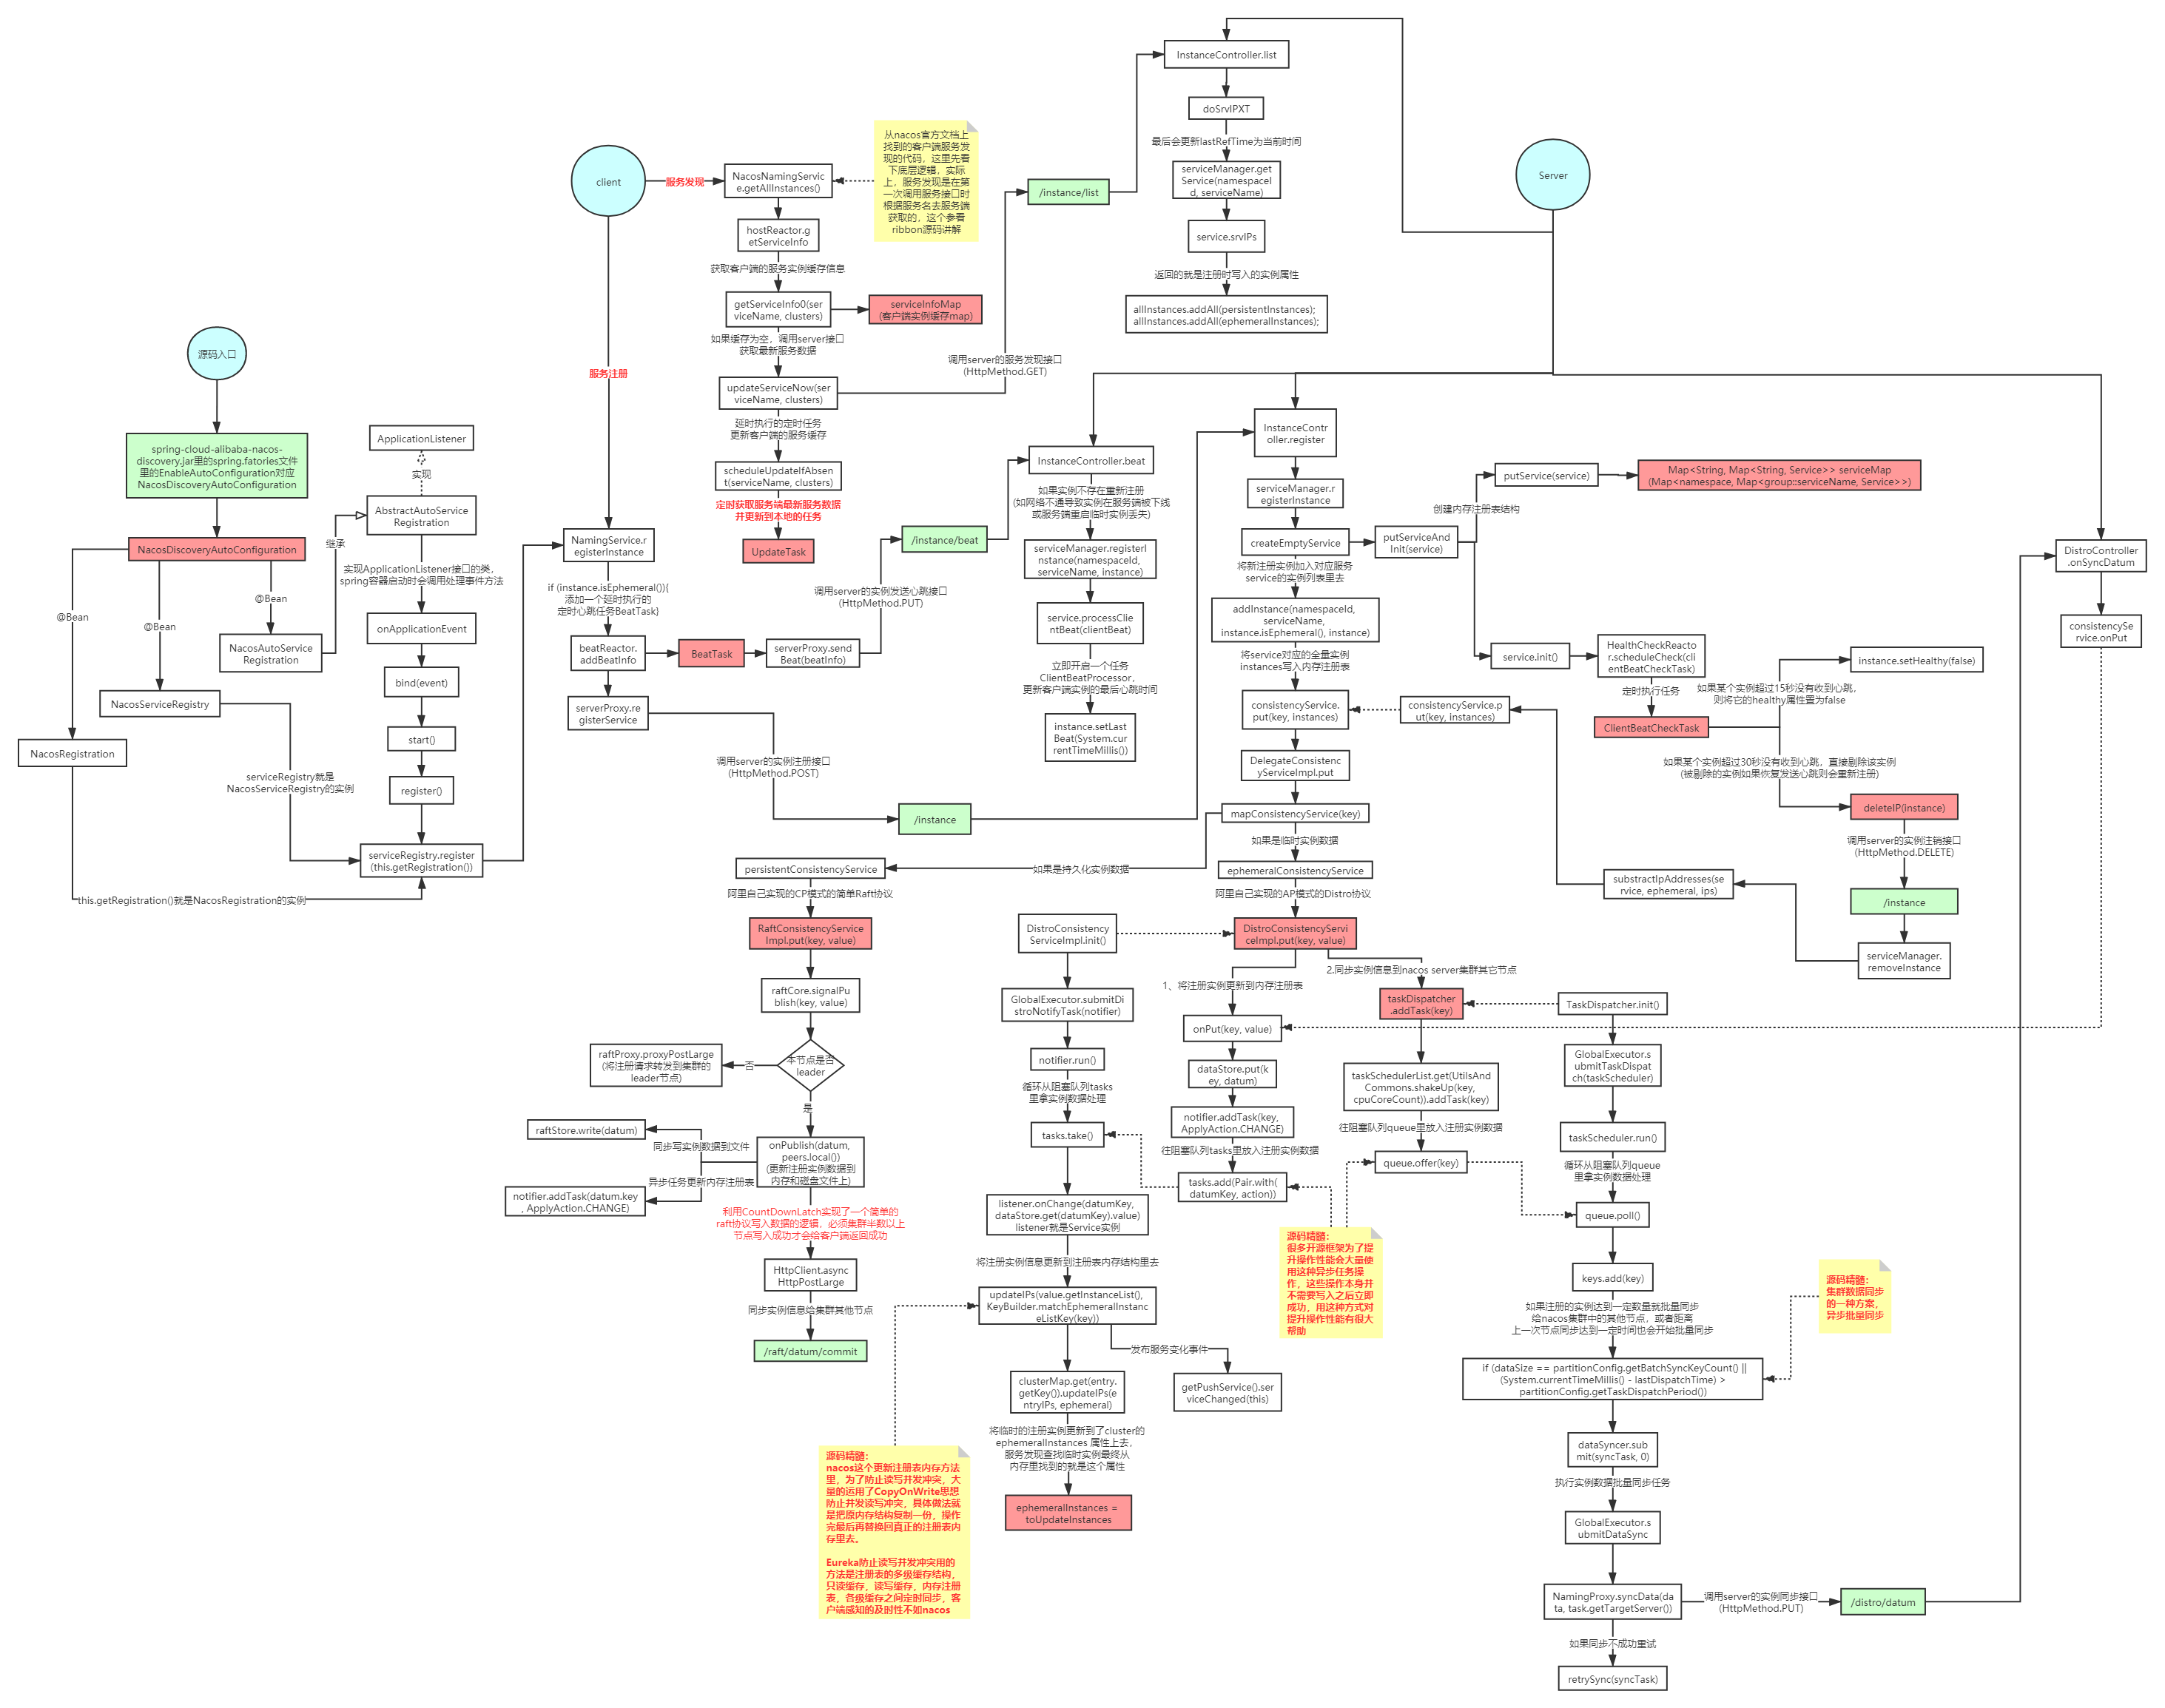 源码入口
spring-cloud-alibaba-nacos-
discovery.jar里的spring.fatories文件
里的EnableAutoConfiguration对应
NacosDiscoveryAutoConfiguration
NacosDiscoveryAutoConfiguration
@Bean
@Bean
@Bean
NacosAutoService
Registration
NacosServiceRegistry
NacosRegistration
继承
ApplicationListener
实现
AbstractAutoService
Registration
实现ApplicationListener接口的类，
spring容器启动时会调用处理事件方法
onApplicationEvent
bind(event)
start()
register()
serviceRegistry就是
NacosServiceRegistry的实例
serviceRegistry.register
(this.getRegistration())
this.getRegistration()就是NacosRegistration的实例
client
服务发现
服务注册
NacosNamingServic
e.getAllInstances()
从nacos官方文档上
找到的客户端服务发
现的代码，这里先看
下底层逻辑，实际
上，服务发现是在第
一次调用服务接口时
根据服务名去服务端
获取的，这个参看
ribbon源码讲解
hostReactor.g
etServiceInfo
获取客户端的服务实例缓存信息
getServiceInfo0(ser
viceName, clusters)
serviceInfoMap
(客户端实例缓存map)
如果缓存为空，调用server接口
获取最新服务数据
updateServiceNow(ser
viceName, clusters)
延时执行的定时任务
更新客户端的服务缓存
scheduleUpdateIfAbsen
t(serviceName, clusters)
定时获取服务端最新服务数据
并更新到本地的任务
UpdateTask
调用server的服务发现接口
(HttpMethod.GET)
/instance/list
NamingService.r
egisterInstance
if (instance.isEphemeral()){
添加一个延时执行的
定时心跳任务BeatTask}
beatReactor.
addBeatInfo
BeatTask
serverProxy.send
Beat(beatInfo)
serverProxy.re
gisterService
调用server的实例发送心跳接口
(HttpMethod.PUT)
/instance/beat
调用server的实例注册接口
(HttpMethod.POST)
/instance
InstanceController.list
doSrvIPXT
最后会更新lastRefTime为当前时间
serviceManager.get
Service(namespaceI
d, serviceName)
service.srvIPs
返回的就是注册时写入的实例属性
allInstances.addAll(persistentInstances);
allInstances.addAll(ephemeralInstances);
Server
InstanceController.beat
如果实例不存在重新注册
(如网络不通导致实例在服务端被下线
或服务端重启临时实例丢失)
serviceManager.registerI
nstance(namespaceId,
serviceName, instance)
service.processClie
ntBeat(clientBeat)
立即开启一个任务
ClientBeatProcessor，
更新客户端实例的最后心跳时间
instance.setLast
Beat(System.cur
rentTimeMillis())
InstanceContr
oller.register
serviceManager.r
egisterInstance
createEmptyService
putServiceAnd
Init(service)
创建内存注册表结构
putService(service)
Map<String, Map<String, Service>> serviceMap
(Map<namespace, Map<group::serviceName, Service>>)
service.init()
HealthCheckReacto
r.scheduleCheck(cli
entBeatCheckTask)
定时执行任务
ClientBeatCheckTask
如果某个实例超过15秒没有收到心跳，
则将它的healthy属性置为false
instance.setHealthy(false)
如果某个实例超过30秒没有收到心跳，直接剔除该实例
(被剔除的实例如果恢复发送心跳则会重新注册)
deleteIP(instance)
调用server的实例注销接口
(HttpMethod.DELETE)
/instance
serviceManager.
removeInstance
substractIpAddresses(se
rvice, ephemeral, ips)
consistencyService.p
ut(key, instances)
将新注册实例加入对应服务
service的实例列表里去
addInstance(namespaceId,
serviceName,
instance.isEphemeral(), instance)
将service对应的全量实例
instances写入内存注册表
consistencyService.
put(key, instances)
DelegateConsistenc
yServiceImpl.put
mapConsistencyService(key)
如果是临时实例数据
如果是持久化实例数据
ephemeralConsistencyService
阿里自己实现的AP模式的Distro协议
DistroConsistencyServi
ceImpl.put(key, value)
persistentConsistencyService
阿里自己实现的CP模式的简单Raft协议
RaftConsistencyService
Impl.put(key, value)
raftCore.signalPu
blish(key, value)
本节点是否
leader
否
raftProxy.proxyPostLarge
(将注册请求转发到集群的
leader节点)
是
onPublish(datum,
peers.local())
(更新注册实例数据到
内存和磁盘文件上)
同步写实例数据到文件
raftStore.write(datum)
异步任务更新内存注册表
notifier.addTask(datum.key
, ApplyAction.CHANGE)
利用CountDownLatch实现了一个简单的
raft协议写入数据的逻辑，必须集群半数以上
节点写入成功才会给客户端返回成功
HttpClient.async
HttpPostLarge
同步实例信息给集群其他节点
/raft/datum/commit
DistroConsistency
ServiceImpl.init()
GlobalExecutor.submitDi
stroNotifyTask(notifier)
notifier.run()
循环从阻塞队列tasks
里拿实例数据处理
tasks.take()
listener.onChange(datumKey,
dataStore.get(datumKey).value)
listener就是Service实例
将注册实例信息更新到注册表内存结构里去
updateIPs(value.getInstanceList(),
KeyBuilder.matchEphemeralInstanc
eListKey(key))
发布服务变化事件
getPushService().ser
viceChanged(this)
clusterMap.get(entry.
getKey()).updateIPs(e
ntryIPs, ephemeral)
将临时的注册实例更新到了cluster的
ephemeralInstances 属性上去，
服务发现查找临时实例最终从
内存里找到的就是这个属性
ephemeralInstances =
toUpdateInstances
源码精髓：
nacos这个更新注册表内存方法
里，为了防止读写并发冲突，大
量的运用了CopyOnWrite思想
防止并发读写冲突，具体做法就
是把原内存结构复制一份，操作
完最后再替换回真正的注册表内
存里去。
Eureka防止读写并发冲突用的
方法是注册表的多级缓存结构，
只读缓存，读写缓存，内存注册
表，各级缓存之间定时同步，客
户端感知的及时性不如nacos
1、将注册实例更新到内存注册表
onPut(key, value)
dataStore.put(k
ey, datum)
notifier.addTask(key,
ApplyAction.CHANGE)
往阻塞队列tasks里放入注册实例数据
tasks.add(Pair.with(
datumKey, action))
2.同步实例信息到nacos server集群其它节点
taskDispatcher
.addTask(key)
taskSchedulerList.get(UtilsAnd
Commons.shakeUp(key,
cpuCoreCount)).addTask(key)
往阻塞队列queue里放入注册实例数据
queue.offer(key)
源码精髓：
很多开源框架为了提
升操作性能会大量使
用这种异步任务操
作，这些操作本身并
不需要写入之后立即
成功，用这种方式对
提升操作性能有很大
帮助
TaskDispatcher.init()
GlobalExecutor.s
ubmitTaskDispat
ch(taskScheduler)
taskScheduler.run()
循环从阻塞队列queue
里拿实例数据处理
queue.poll()
keys.add(key)
如果注册的实例达到一定数量就批量同步
给nacos集群中的其他节点，或者距离
上一次节点同步达到一定时间也会开始批量同步
if (dataSize == partitionConfig.getBatchSyncKeyCount() ||
(System.currentTimeMillis() - lastDispatchTime) >
partitionConfig.getTaskDispatchPeriod())
源码精髓：
集群数据同步
的一种方案，
异步批量同步
dataSyncer.sub
mit(syncTask, 0)
执行实例数据批量同步任务
GlobalExecutor.s
ubmitDataSync
NamingProxy.syncData(da
ta, task.getTargetServer())
调用server的实例同步接口
(HttpMethod.PUT)
/distro/datum
如果同步不成功重试
retrySync(syncTask)
DistroController
.onSyncDatum
consistencySe
rvice.onPut